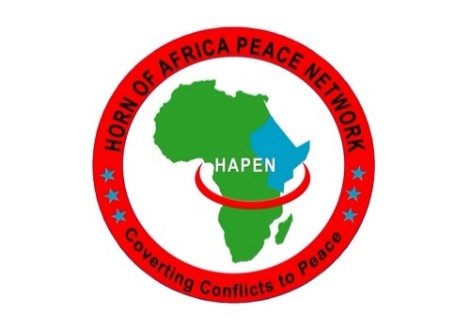 HORN OF AFRICA PEACE NETWORK
HAPEN
Coverting Conflicts to Peace